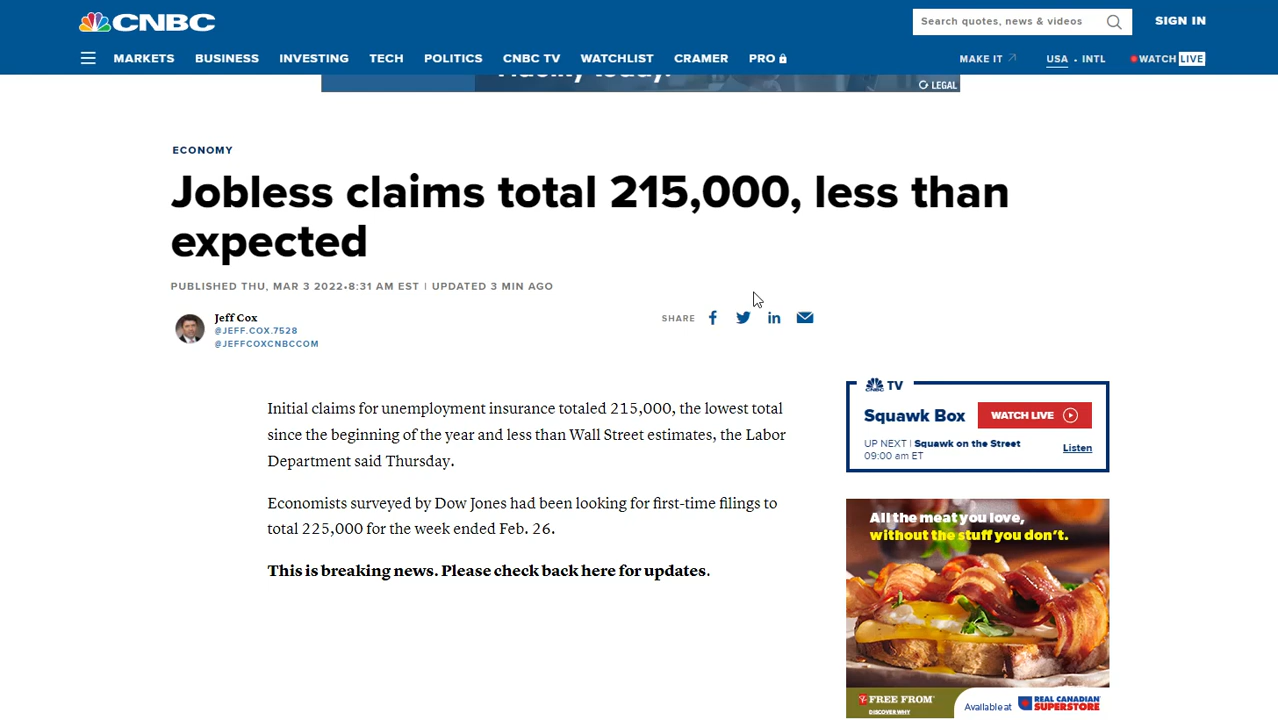 CNBC
Search quotes, news & videos
SIGN IN
MARKETS BUSINESS INVESTING TECH POLITICS CNBC TV WATCHLIST CRAMER PRO
MAKE IT USA • INTL WATCH LIVE
Fidelity today.
LEGAL
ECONOMY
Jobless claims total 215,000, less than
expected
PUBLISHED THU, MAR 3 2022•8:31 AM EST | UPDATED 3 MIN AGO
Jeff Cox
@JEFF.COX.7528
@JEFFCOXCNBCCOM
SHARE
Initial claims for unemployment insurance totaled 215,000, the lowest total
since the beginning of the year and less than Wall Street estimates, the Labor
Department said Thursday.
Economists surveyed by Dow Jones had been looking for first-time filings to
total 225,000 for the week ended Feb. 26.
This is breaking news. Please check back here for updates.
CNBC TV
Squawk Box
WATCH LIVE
UP NEXT | Squawk on the Street
09:00 am ET
Listen
All the meat you love,
without the stuff you don't.
PC FREE FROM
DISCOVER WHY
Available at
REAL CANADIAN
SUPERSTORE